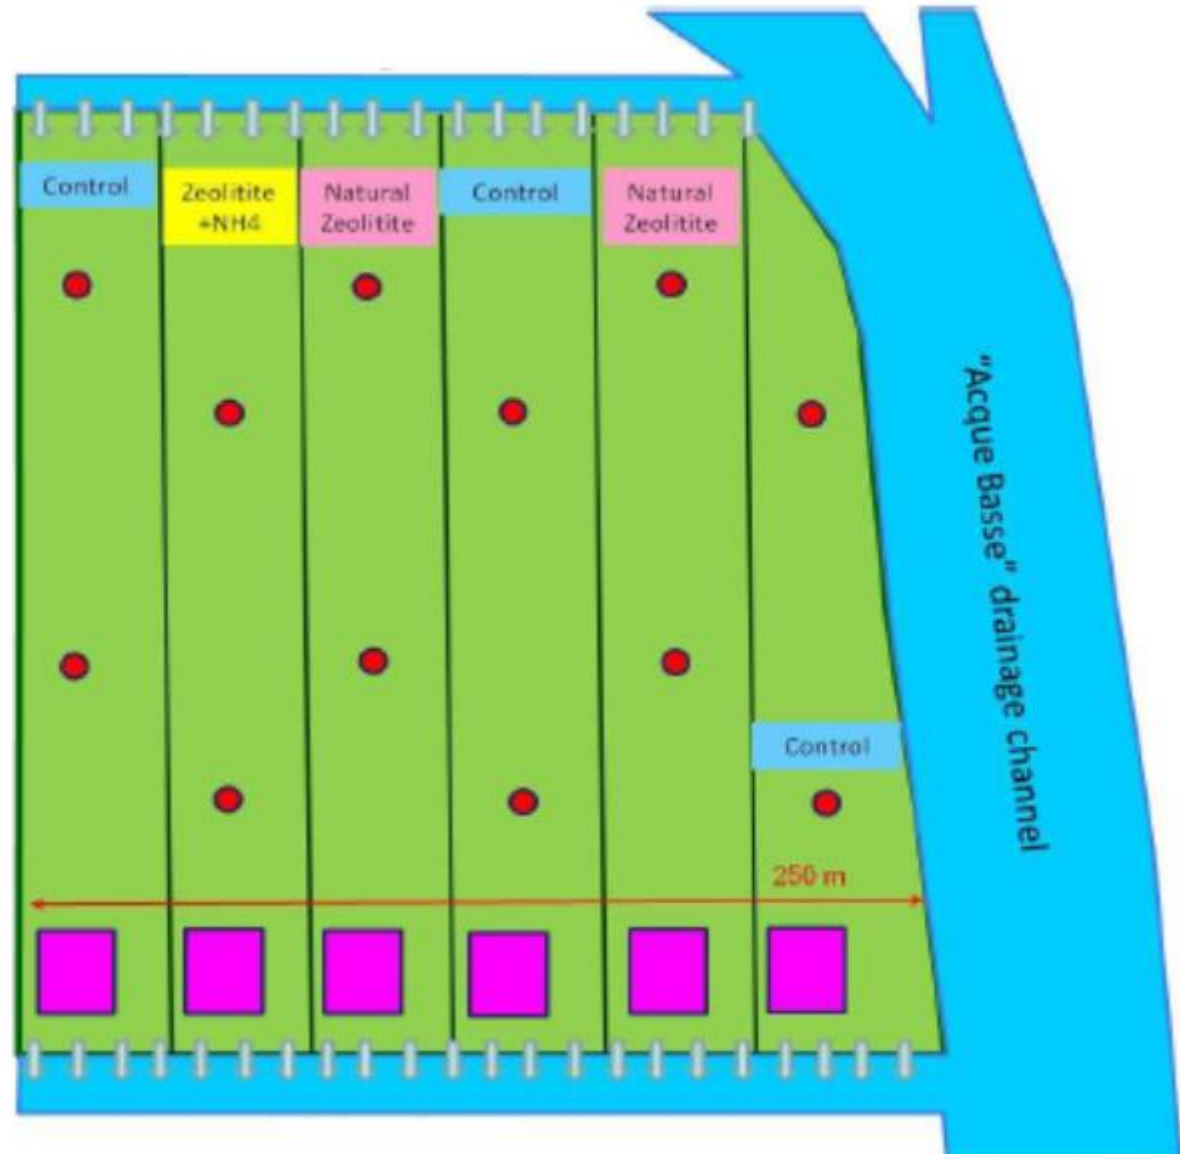 Control
Zeolitite
+NH4
Natural
Zeolitite
Control
Natural
Zeolitite
"Acque Basse" drainage channel
Control
250 m